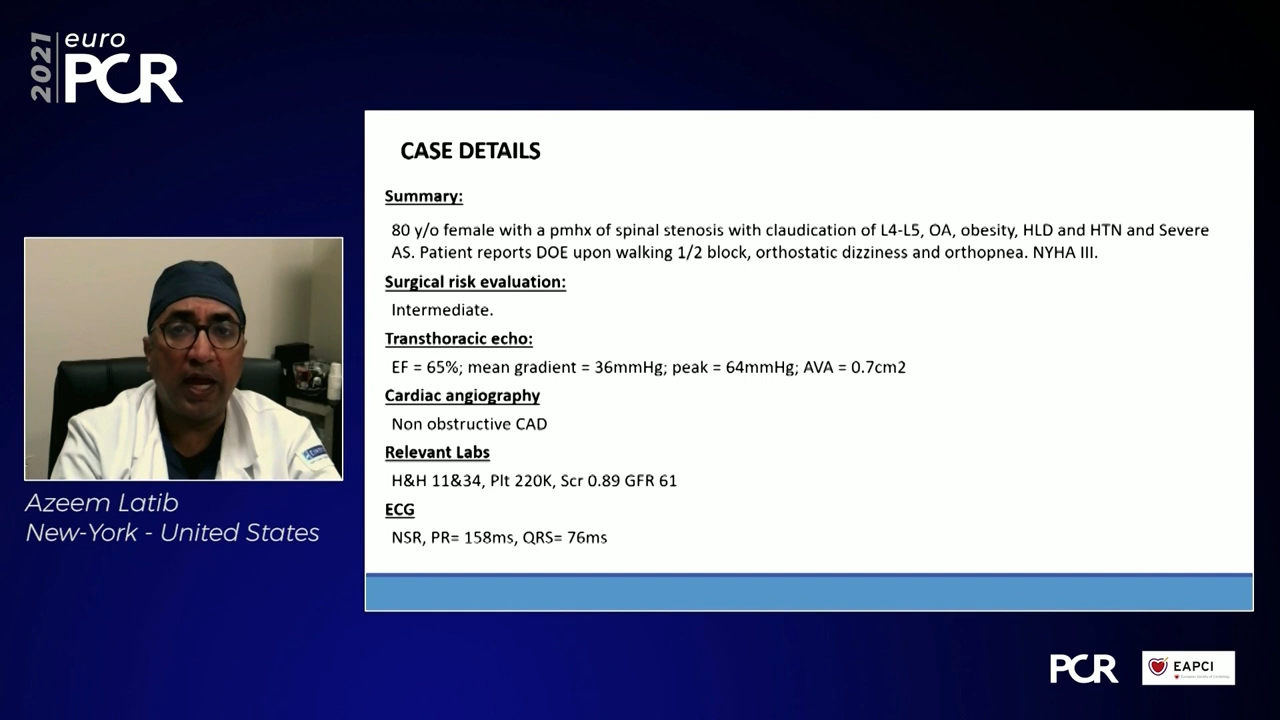 2021
euro
PCR
CASE DETAILS
Summary:
80 y/o female with a pmhx of spinal stenosis with claudication of L4-L5, OA, obesity, HLD and HTN and Severe
AS. Patient reports DOE upon walking 1/2 block, orthostatic dizziness and orthopnea. NYHA III.
Surgical risk evaluation:
Intermediate.
Transthoracic echo:
EF = 65%; mean gradient = 36mmHg; peak = 64mmHg; AVA = 0.7cm2
Cardiac angiography
Non obstructive CAD
Relevant Labs
H&H 11&34, Plt 220K, Scr 0.89 GFR 61
ECG
NSR, PR= 158ms, QRS= 76ms
Azeem Latib
New-York - United States
PCR
EAPCI